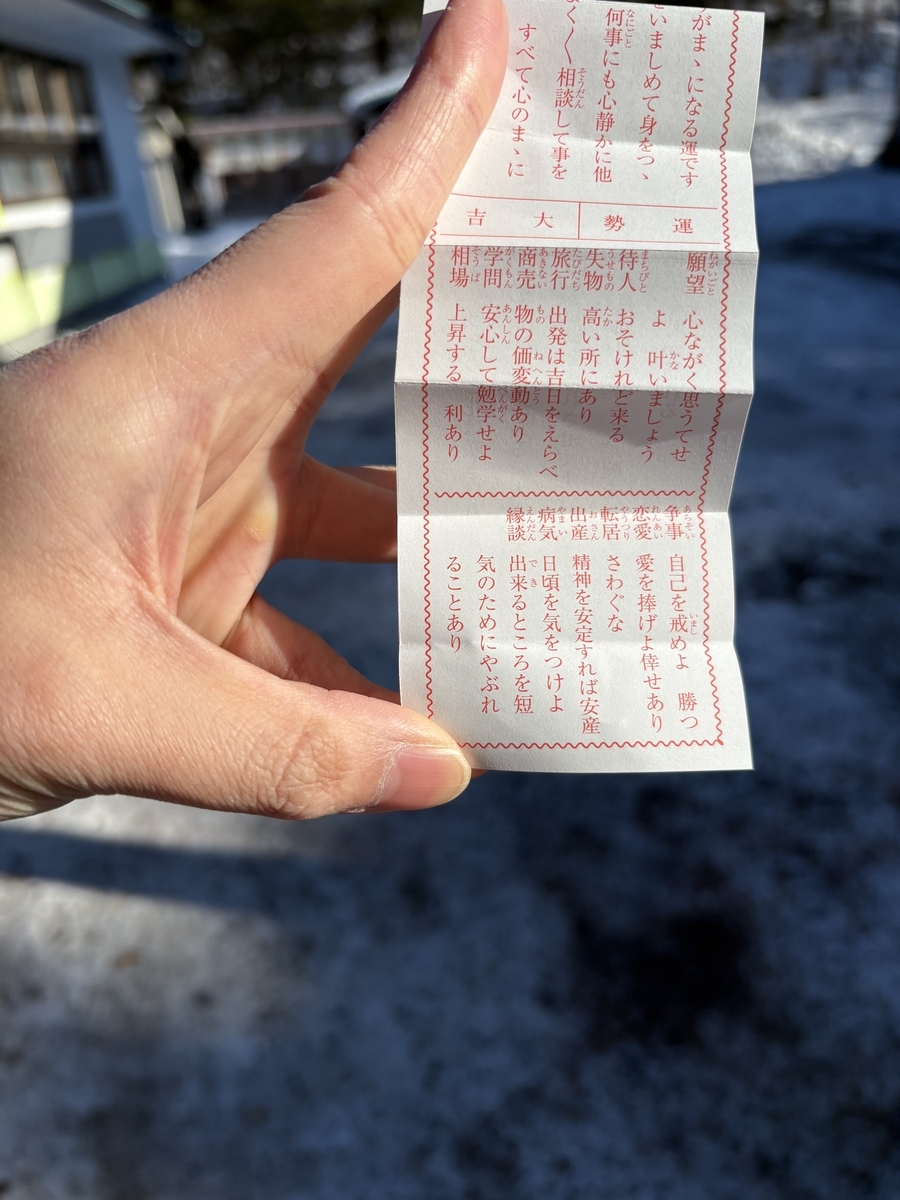 がまゝになる運です
いましめて身をつゝ
何事にも心静かに他
よく〱相談して事を
すべて心のまゝに
運勢 大吉
願望 心ながく思うてせ
よ 叶いましょう
待人 おそけれど来る
失物 高い所にあり
旅行 出発は吉日をえらべ
商売 物の価変動あり
学問 安心して勉学せよ
相場 上昇する 利あり
争事 自己を戒めよ 勝つ
恋愛 愛を捧げよ倖せあり
転居 さわぐな
出産 精神を安定すれば安産
病気 日頃を気をつけよ
縁談 出来るところを短
気のためにやぶれ
ることあり